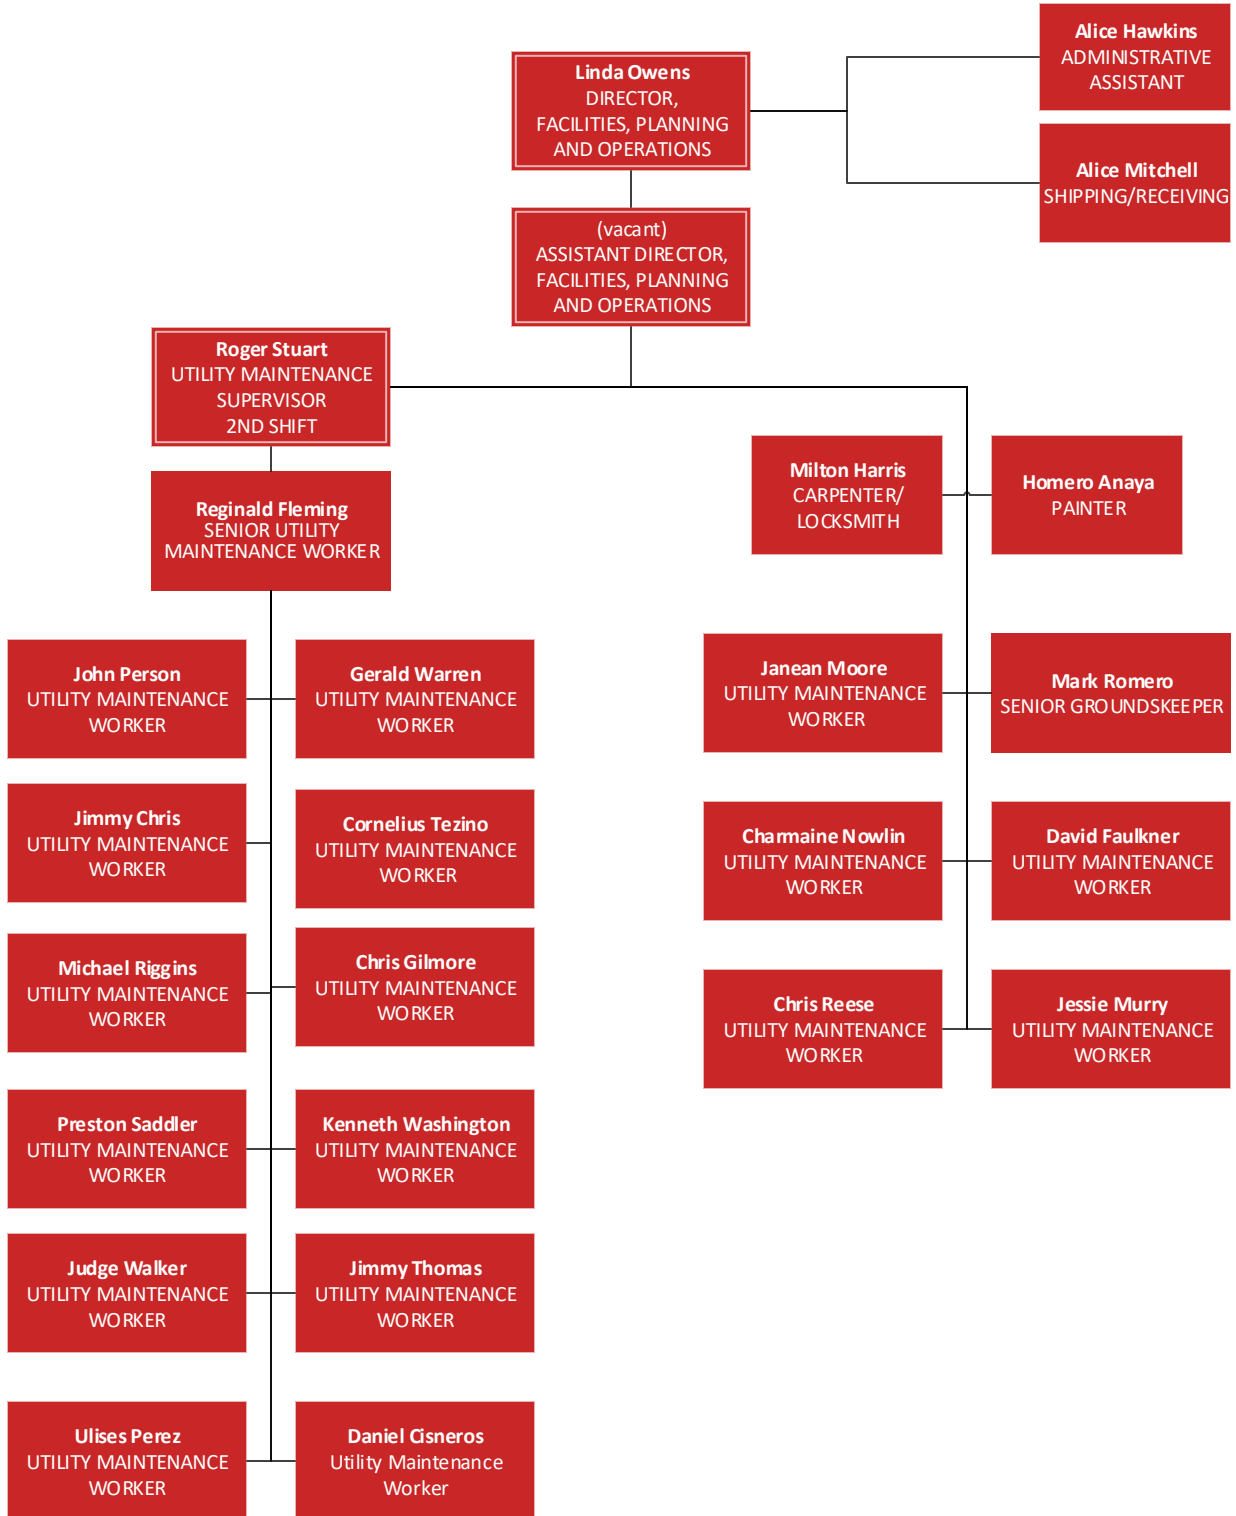 Alice Hawkins
ADMINISTRATIVE
ASSISTANT
Linda Owens
DIRECTOR,
FACILITIES, PLANNING
AND OPERATIONS
Alice Mitchell
SHIPPING/RECEIVING
(vacant)
ASSISTANT DIRECTOR,
FACILITIES, PLANNING
AND OPERATIONS
Roger Stuart
UTILITY MAINTENANCE
SUPERVISOR
2ND SHIFT
Reginald Fleming
SENIOR UTILITY
MAINTENANCE WORKER
Milton Harris
CARPENTER/
LOCKSMITH
Homero Anaya
PAINTER
John Person
UTILITY MAINTENANCE
WORKER
Gerald Warren
UTILITY MAINTENANCE
WORKER
Janean Moore
UTILITY MAINTENANCE
WORKER
Mark Romero
SENIOR GROUNDSKEEPER
Jimmy Chris
UTILITY MAINTENANCE
WORKER
Cornelius Tezino
UTILITY MAINTENANCE
WORKER
Charmaine Nowlin
UTILITY MAINTENANCE
WORKER
David Faulkner
UTILITY MAINTENANCE
WORKER
Michael Riggins
UTILITY MAINTENANCE
WORKER
Chris Gilmore
UTILITY MAINTENANCE
WORKER
Chris Reese
UTILITY MAINTENANCE
WORKER
Jessie Murry
UTILITY MAINTENANCE
WORKER
Preston Saddler
UTILITY MAINTENANCE
WORKER
Kenneth Washington
UTILITY MAINTENANCE
WORKER
Judge Walker
UTILITY MAINTENANCE
WORKER
Jimmy Thomas
UTILITY MAINTENANCE
WORKER
Ulises Perez
UTILITY MAINTENANCE
WORKER
Daniel Cisneros
Utility Maintenance
Worker